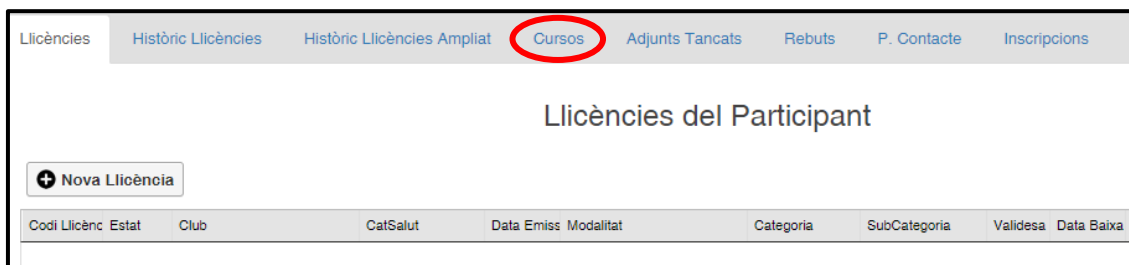 Llicències Històric Llicències Històric Llicències Ampliat Cursos Adjunts Tancats Rebuts P. Contacte Inscripcions
Llicències del Participant
Nova Llicència
Codi Llicènc Estat Club CatSalut Data Emiss Modalitat Categoria SubCategoria Validesa Data Baixa